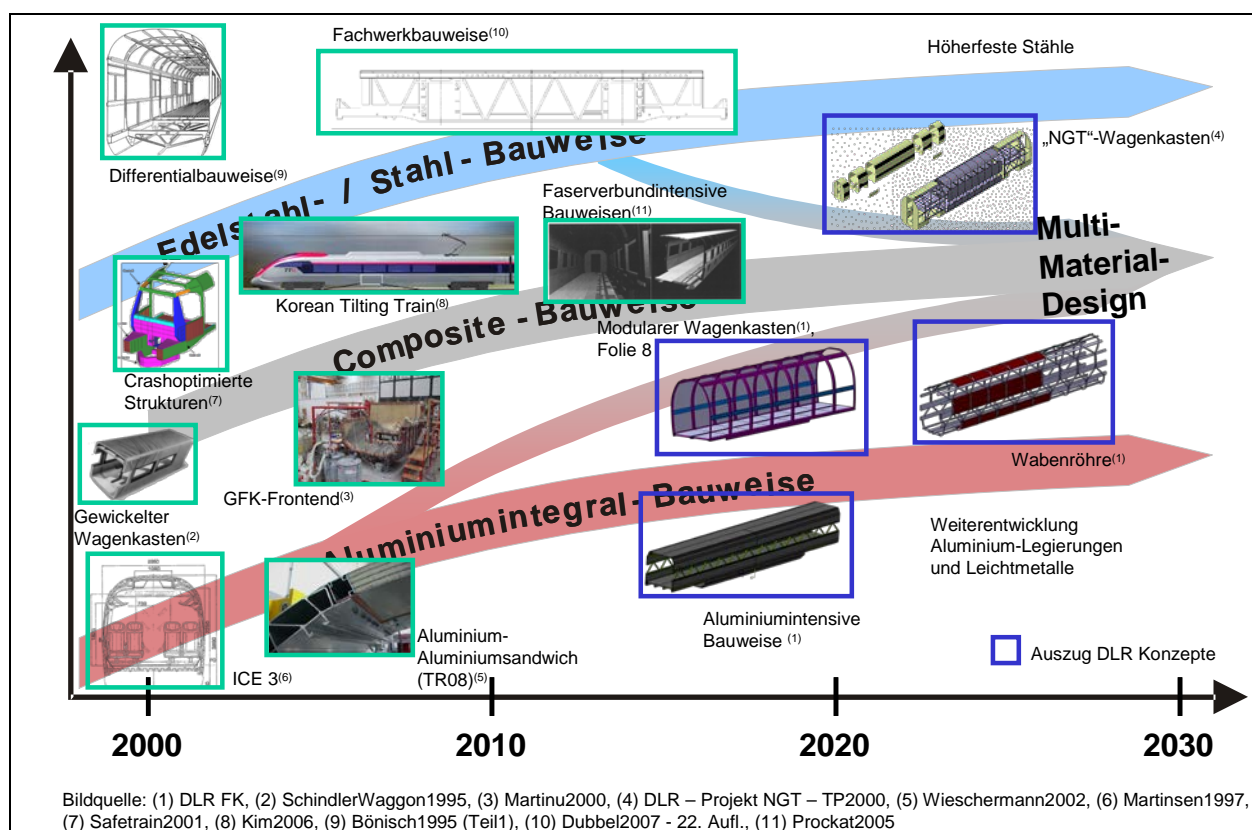 Fachwerkbauweise(10)
Höherfeste Stähle
Differentialbauweise(9)
Edelstahl- / Stahl - Bauweise
„NGT“-Wagenkasten(4)
Faserverbundintensive
Bauweisen(11)
Korean Tilting Train(8)
Multi-
Material-
Design
Composite - Bauweise
Modularer Wagenkasten(1),
Folie 8
Crashoptimierte
Strukturen(7)
GFK-Frontend(3)
Wabenröhre(1)
Gewickelter
Wagenkasten(2)
Aluminiumintegral- Bauweise
Weiterentwicklung
Aluminium-Legierungen
und Leichtmetalle
Aluminiumintensive
Bauweise (1)
ICE 3(6)
Aluminium-
Aluminiumsandwich
(TR08)(5)
Auszug DLR Konzepte
2000
2010
2020
2030
Bildquelle: (1) DLR FK, (2) SchindlerWaggon1995, (3) Martinu2000, (4) DLR – Projekt NGT – TP2000, (5) Wieschermann2002, (6) Martinsen1997,
(7) Safetrain2001, (8) Kim2006, (9) Bönisch1995 (Teil1), (10) Dubbel2007 - 22. Aufl., (11) Prockat2005